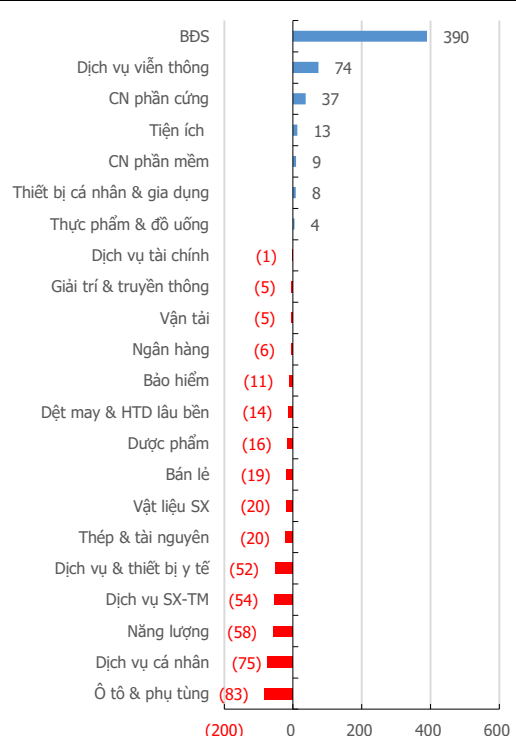 BĐS 390
Dịch vụ viễn thông 74
CN phần cứng 37
Tiện ích 13
CN phần mềm 9
Thiết bị cá nhân & gia dụng 8
Thực phẩm & đồ uống 4
Dịch vụ tài chính (1)
Giải trí & truyền thông (5)
Vận tải (5)
Ngân hàng (6)
Bảo hiểm (11)
Dệt may & HTD lâu bền (14)
Dược phẩm (16)
Bán lẻ (19)
Vật liệu SX (20)
Thép & tài nguyên (20)
Dịch vụ & thiết bị y tế (52)
Dịch vụ SX-TM (54)
Năng lượng (58)
Dịch vụ cá nhân (75)
Ô tô & phụ tùng (83)
(200) 0 200 400 600